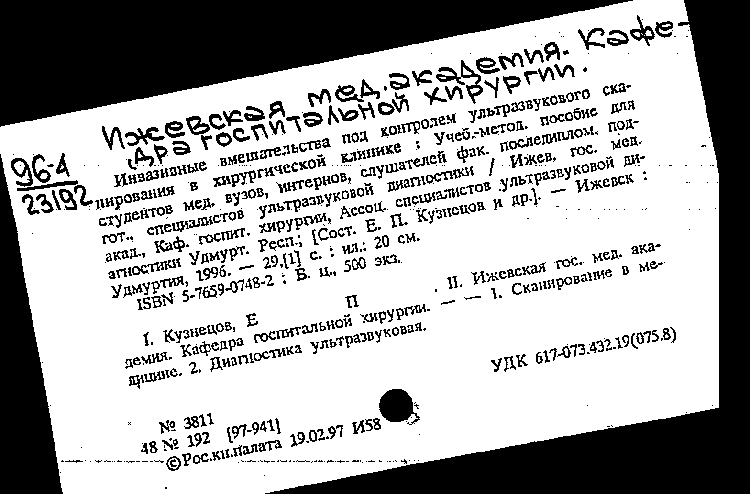 Ижевская мед. академия. Кафе-
дра госпитальной хирургии.
96-4
23192
Инвазивные вмешательства под контролем ультразвукового ска-
нирования в хирургической клинике : Учеб.-метод. пособие для
студентов мед. вузов, интернов, слушателей фак. последиплом. под-
гот., специалистов ультразвуковой диагностики / Ижев. гос. мед.
акад., Каф. госпит. хирургии, Ассоц. специалистов ультразвуковой ди-
агностики Удмурт. Респ.; [Сост. Е. П. Кузнецов и др.]. — Ижевск :
Удмуртия, 1996. — 29,[1] с. : ил.; 20 см.
ISBN 5-7659-0748-2 : Б. ц., 500 экз.
I. Кузнецов, Е П . II. Ижевская гос. мед. ака-
демия. Кафедра госпитальной хирургии. — — 1. Сканирование в ме-
дицине. 2. Диагностика ультразвуковая.
УДК 617-073.432.19(075.8)
№ 3811
18 № 192 [97-941]
©Рос.кн.палата 19.02.97 И58